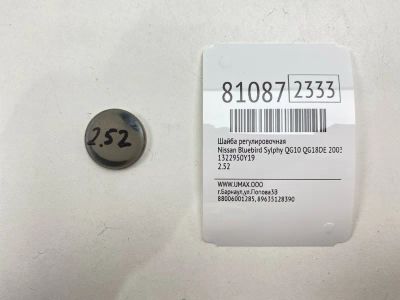 2.52
81087 2333
Шайба регулировочная
Nissan Bluebird Sylphy QG10 QG18DE 2003
1322950Y19
2.52
WWW.UMAX.OOO
г.Барнаул,ул.Попова3В
88006001285, 89635128390